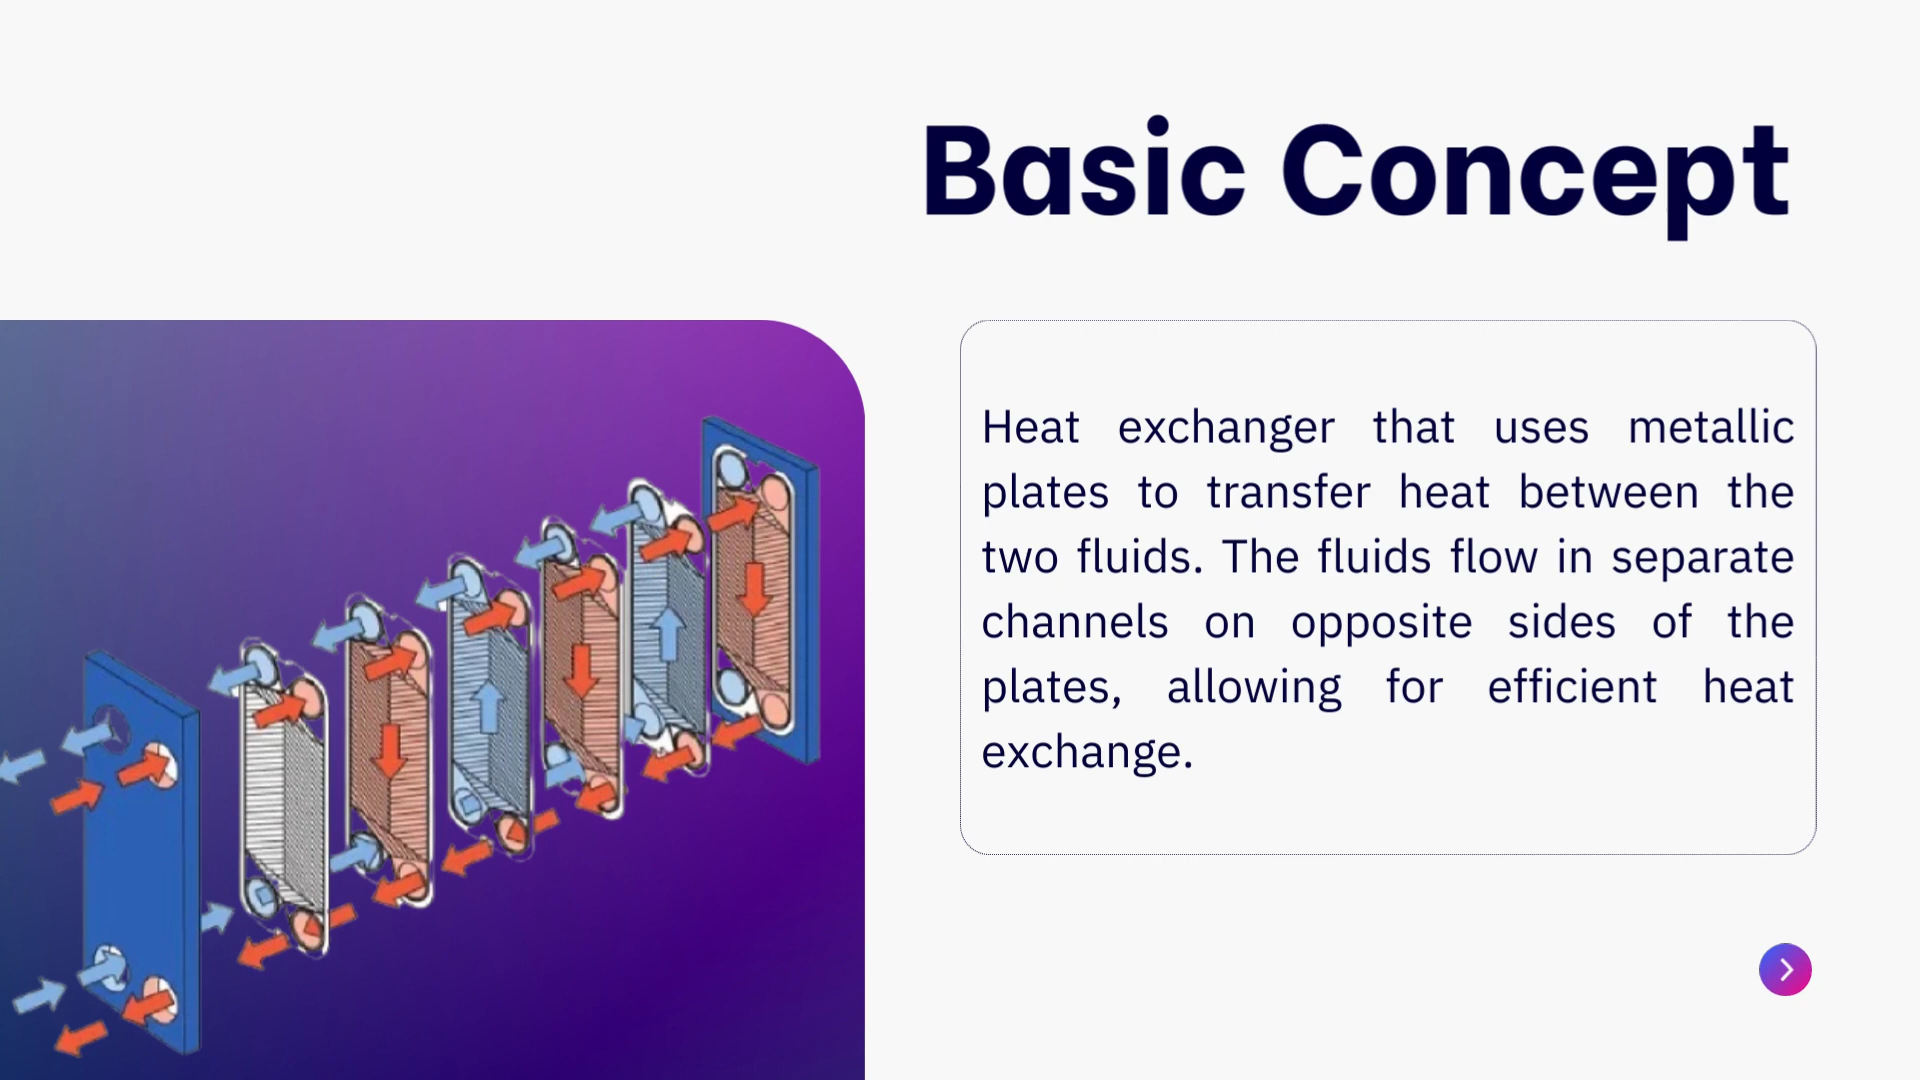 Basic Concept
Heat exchanger that uses metallic
plates to transfer heat between the
two fluids. The fluids flow in separate
channels on opposite sides of the
plates, allowing for efficient heat
exchange.